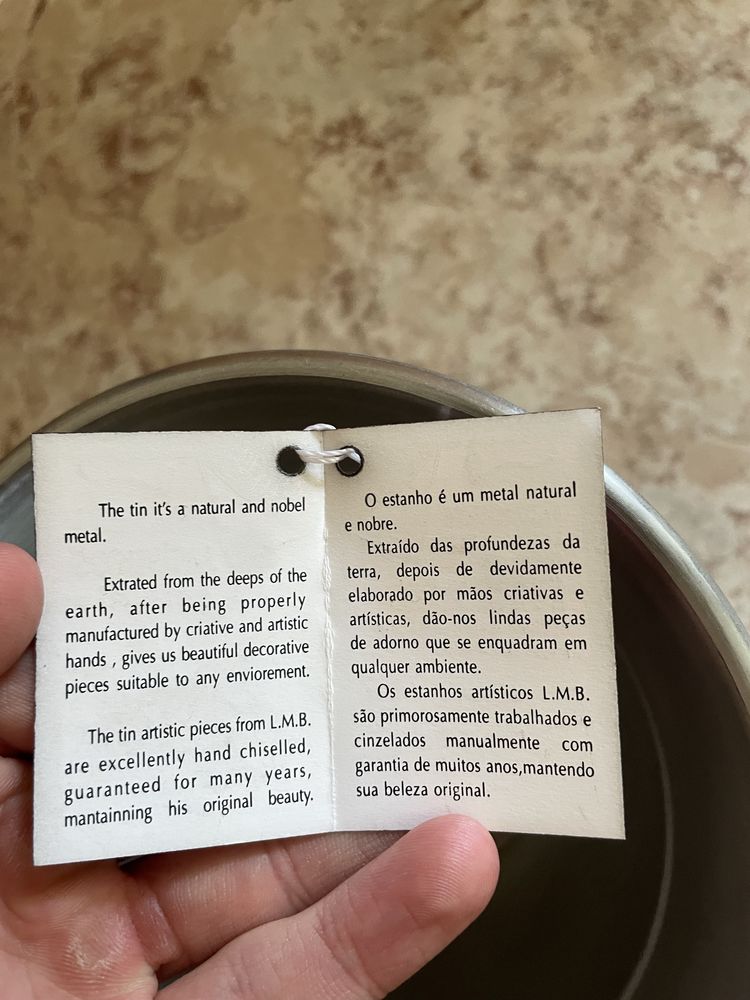 The tin it's a natural and nobel
metal.
Extrated from the deeps of the
earth, after being properly
manufactured by criative and artistic
hands , gives us beautiful decorative
pieces suitable to any enviorement.
The tin artistic pieces from L.M.B.
are excellently hand chiselled,
guaranteed for many years,
mantainning his original beauty.
O estanho é um metal natural
e nobre.
Extraído das profundezas da
terra, depois de devidamente
elaborado por mãos criativas e
artísticas, dão-nos lindas peças
de adorno que se enquadram em
qualquer ambiente.
Os estanhos artísticos L.M.B.
são primorosamente trabalhados e
cinzelados manualmente com
garantia de muitos anos,mantendo
sua beleza original.